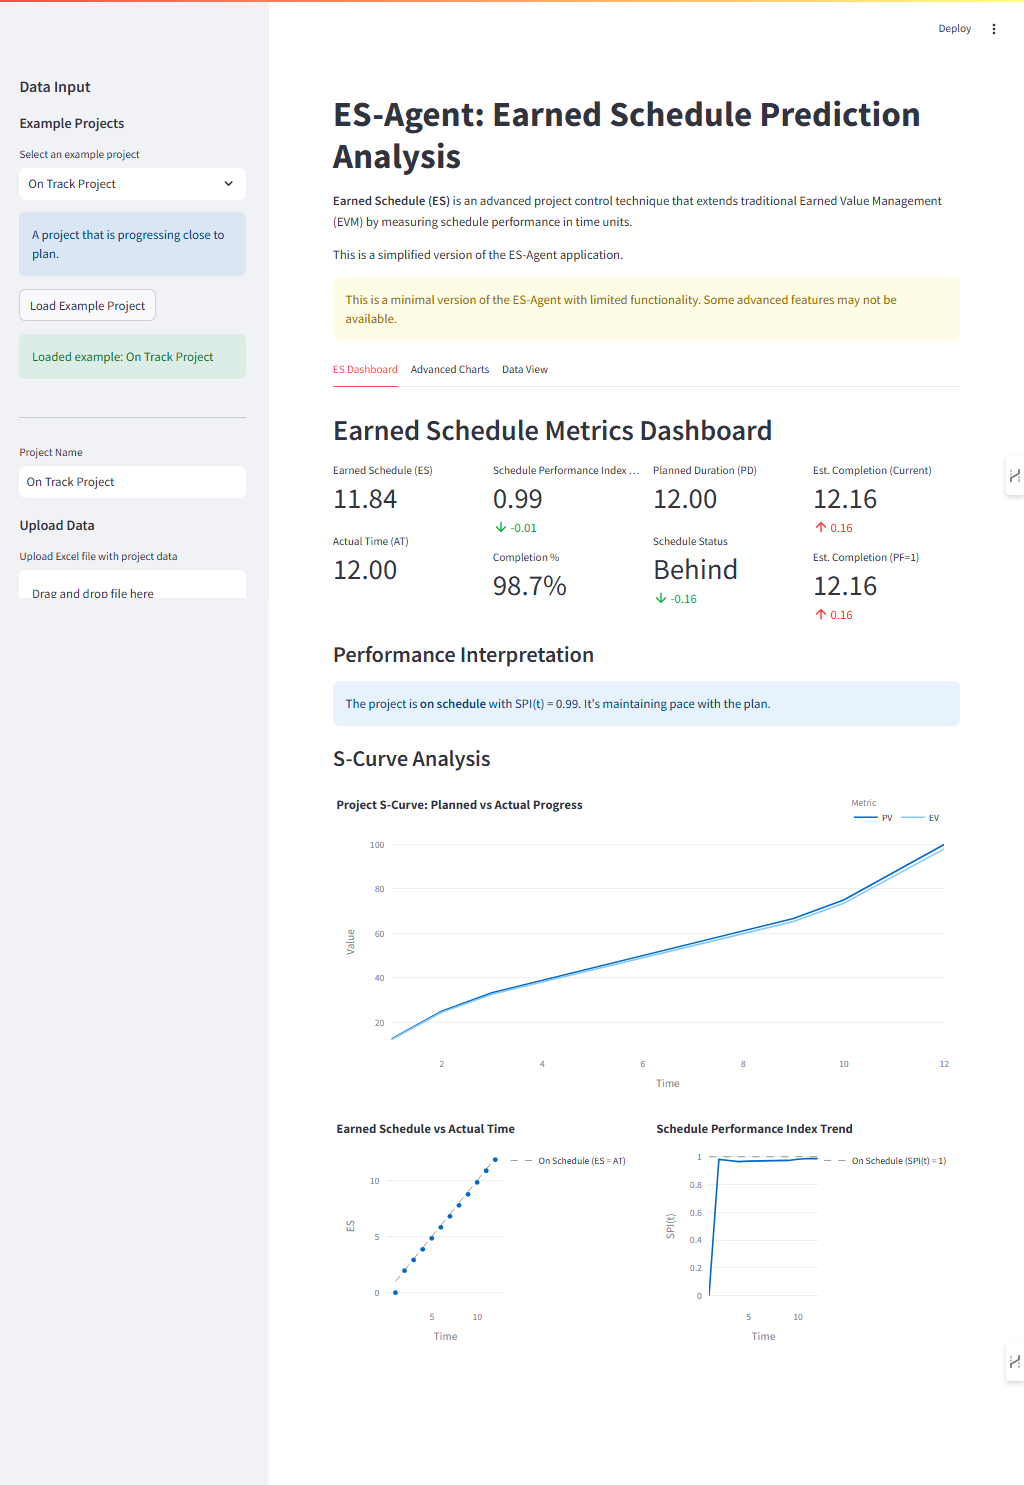 Deploy
Data Input
Example Projects
Select an example project
On Track Project
A project that is progressing close to
plan.
Load Example Project
Loaded example: On Track Project
Project Name
On Track Project
Upload Data
Upload Excel file with project data
Drag and drop file here
ES-Agent: Earned Schedule Prediction
Analysis
Earned Schedule (ES) is an advanced project control technique that extends traditional Earned Value Management
(EVM) by measuring schedule performance in time units.
This is a simplified version of the ES-Agent application.
This is a minimal version of the ES-Agent with limited functionality. Some advanced features may not be
available.
ES Dashboard Advanced Charts Data View
Earned Schedule Metrics Dashboard
Earned Schedule (ES)
11.84
Actual Time (AT)
12.00
Schedule Performance Index ...
0.99
↓ -0.01
Completion %
98.7%
Planned Duration (PD)
12.00
Schedule Status
Behind
↓ -0.16
Est. Completion (Current)
12.16
↑ 0.16
Est. Completion (PF=1)
12.16
↑ 0.16
Performance Interpretation
The project is on schedule with SPI(t) = 0.99. It's maintaining pace with the plan.
S-Curve Analysis
Project S-Curve: Planned vs Actual Progress
Metric
PV EV
100
80
60
40
20
Value
2 4 6 8 10 12
Time
Earned Schedule vs Actual Time
On Schedule (ES = AT)
10
5
0
ES
5 10
Time
Schedule Performance Index Trend
On Schedule (SPI(t) = 1)
1
0.8
0.6
0.4
0.2
0
SPI(t)
5 10
Time